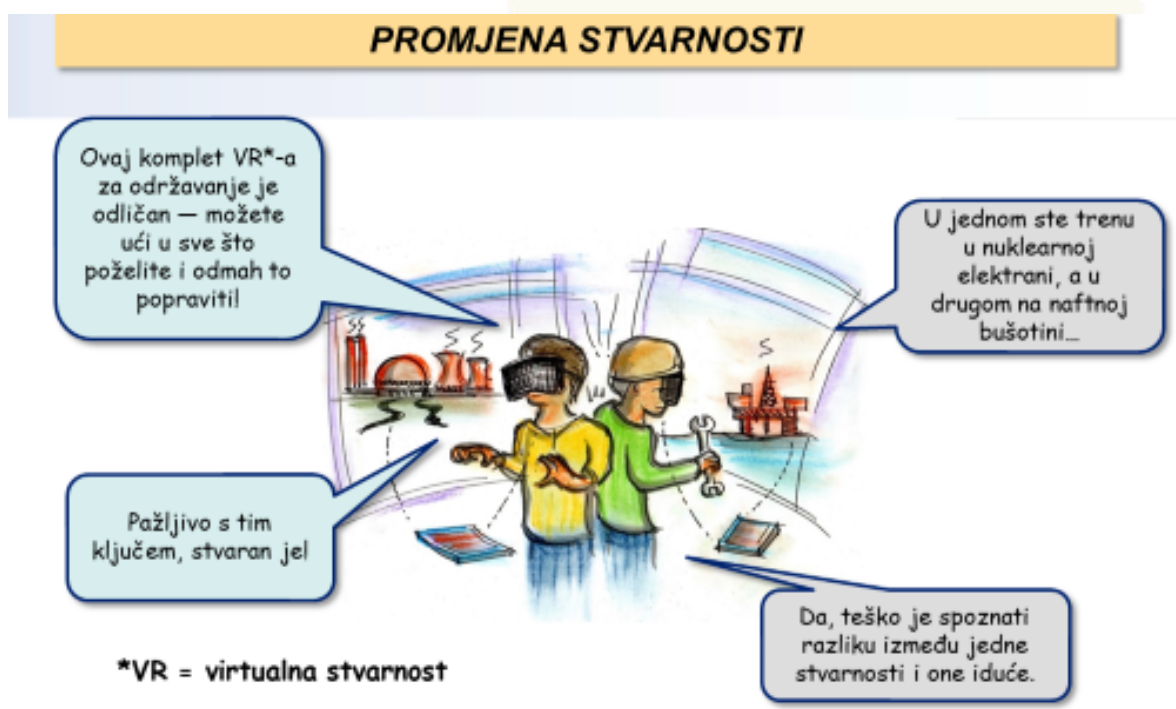 PROMJENA STVARNOSTI
Ovaj komplet VR*-a
za održavanje je
odličan — možete
ući u sve što
poželite i odmah to
popraviti!
U jednom ste trenu
u nuklearnoj
elektrani, a u
drugom na naftnoj
bušotini...
Pažljivo s tim
ključem, stvaran je!
Da, teško je spoznati
razliku između jedne
stvarnosti i one iduće.
*VR = virtualna stvarnost